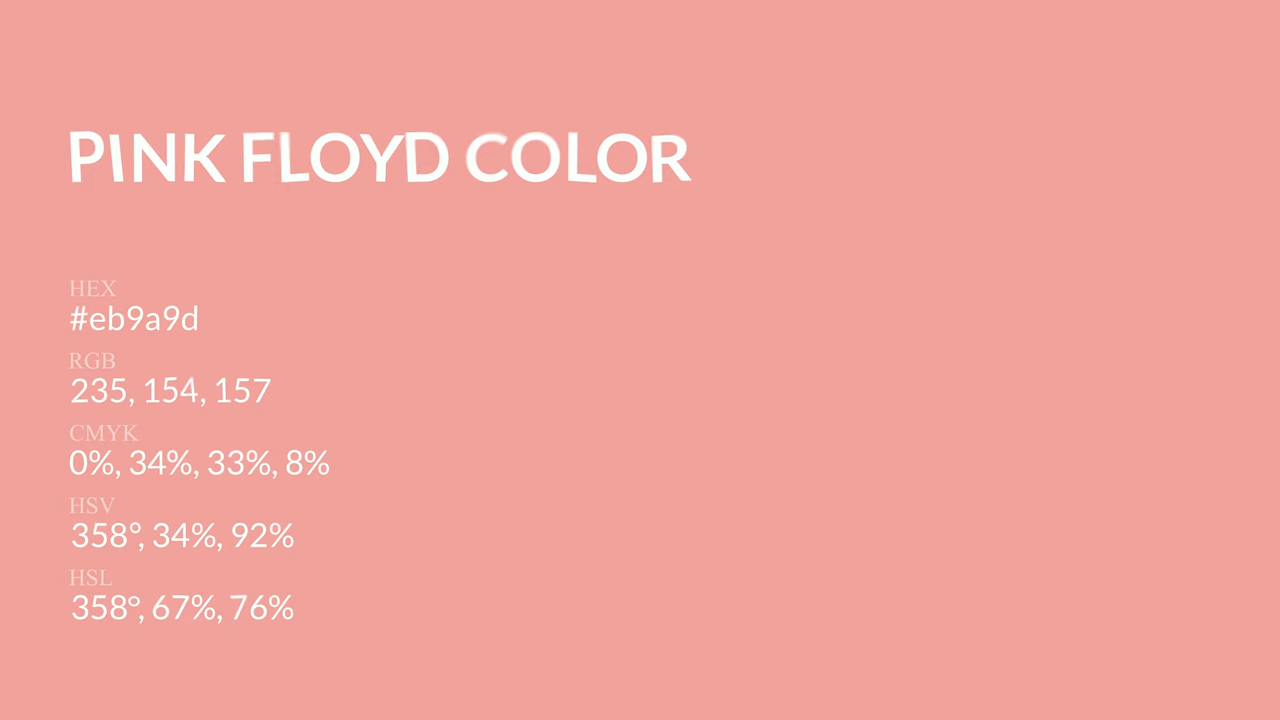 PINK FLOYD COLOR
HEX
#eb9a9d
RGB
235, 154, 157
CMYK
0%, 34%, 33%, 8%
HSV
358°, 34%, 92%
HSL
358°, 67%, 76%